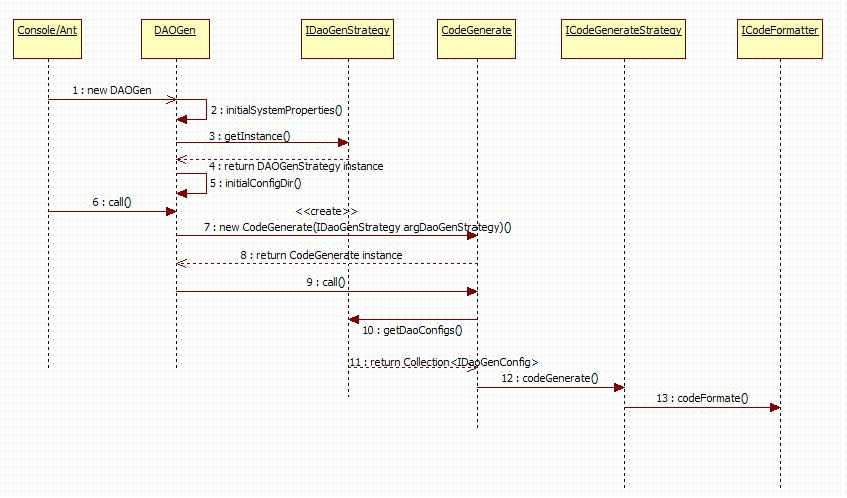 Console/Ant
DAOGen
IDaoGenStrategy
CodeGenerate
ICodeGenerateStrategy
ICodeFormatter
1 : new DAOGen
2 : initialSystemProperties()
3 : getInstance()
4 : return DAOGenStrategy instance
5 : initialConfigDir()
6 : call()
<<create>>
7 : new CodeGenerate(IDaoGenStrategy argDaoGenStrategy)()
8 : return CodeGenerate instance
9 : call()
10 : getDaoConfigs()
11 : return Collection<IDaoGenConfig>
12 : codeGenerate()
13 : codeFormate()